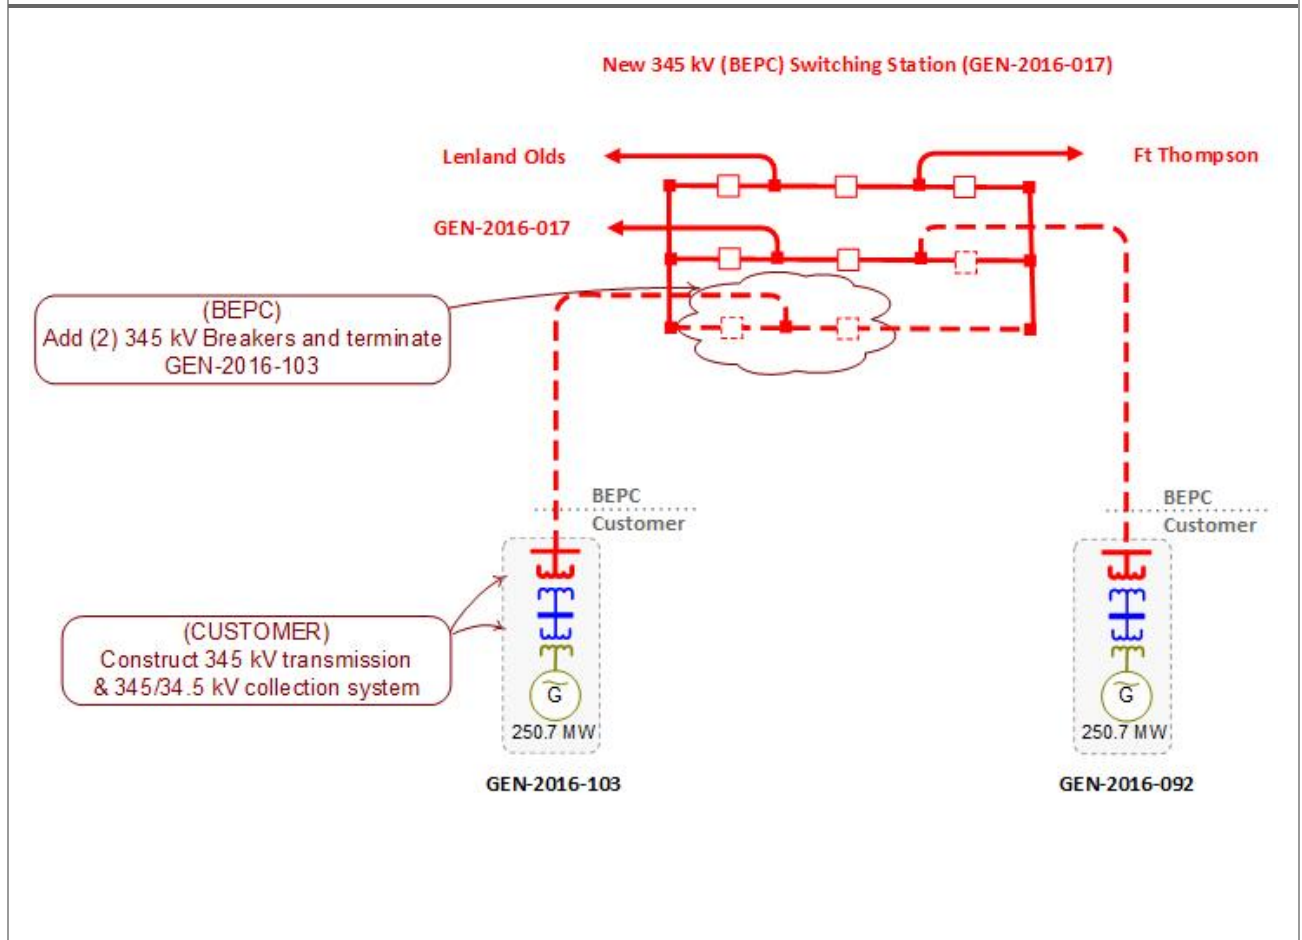 New 345 kV (BEPC) Switching Station (GEN-2016-017)
Lenland Olds
Ft Thompson
GEN-2016-017
(BEPC)
Add (2) 345 kV Breakers and terminate
GEN-2016-103
BEPC
Customer
BEPC
Customer
(CUSTOMER)
Construct 345 kV transmission
& 345/34.5 kV collection system
G
250.7 MW
G
250.7 MW
GEN-2016-103
GEN-2016-092